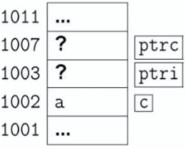 1011 ...
1007 ? ptrc
1003 ? ptri
1002 a c
1001 ...